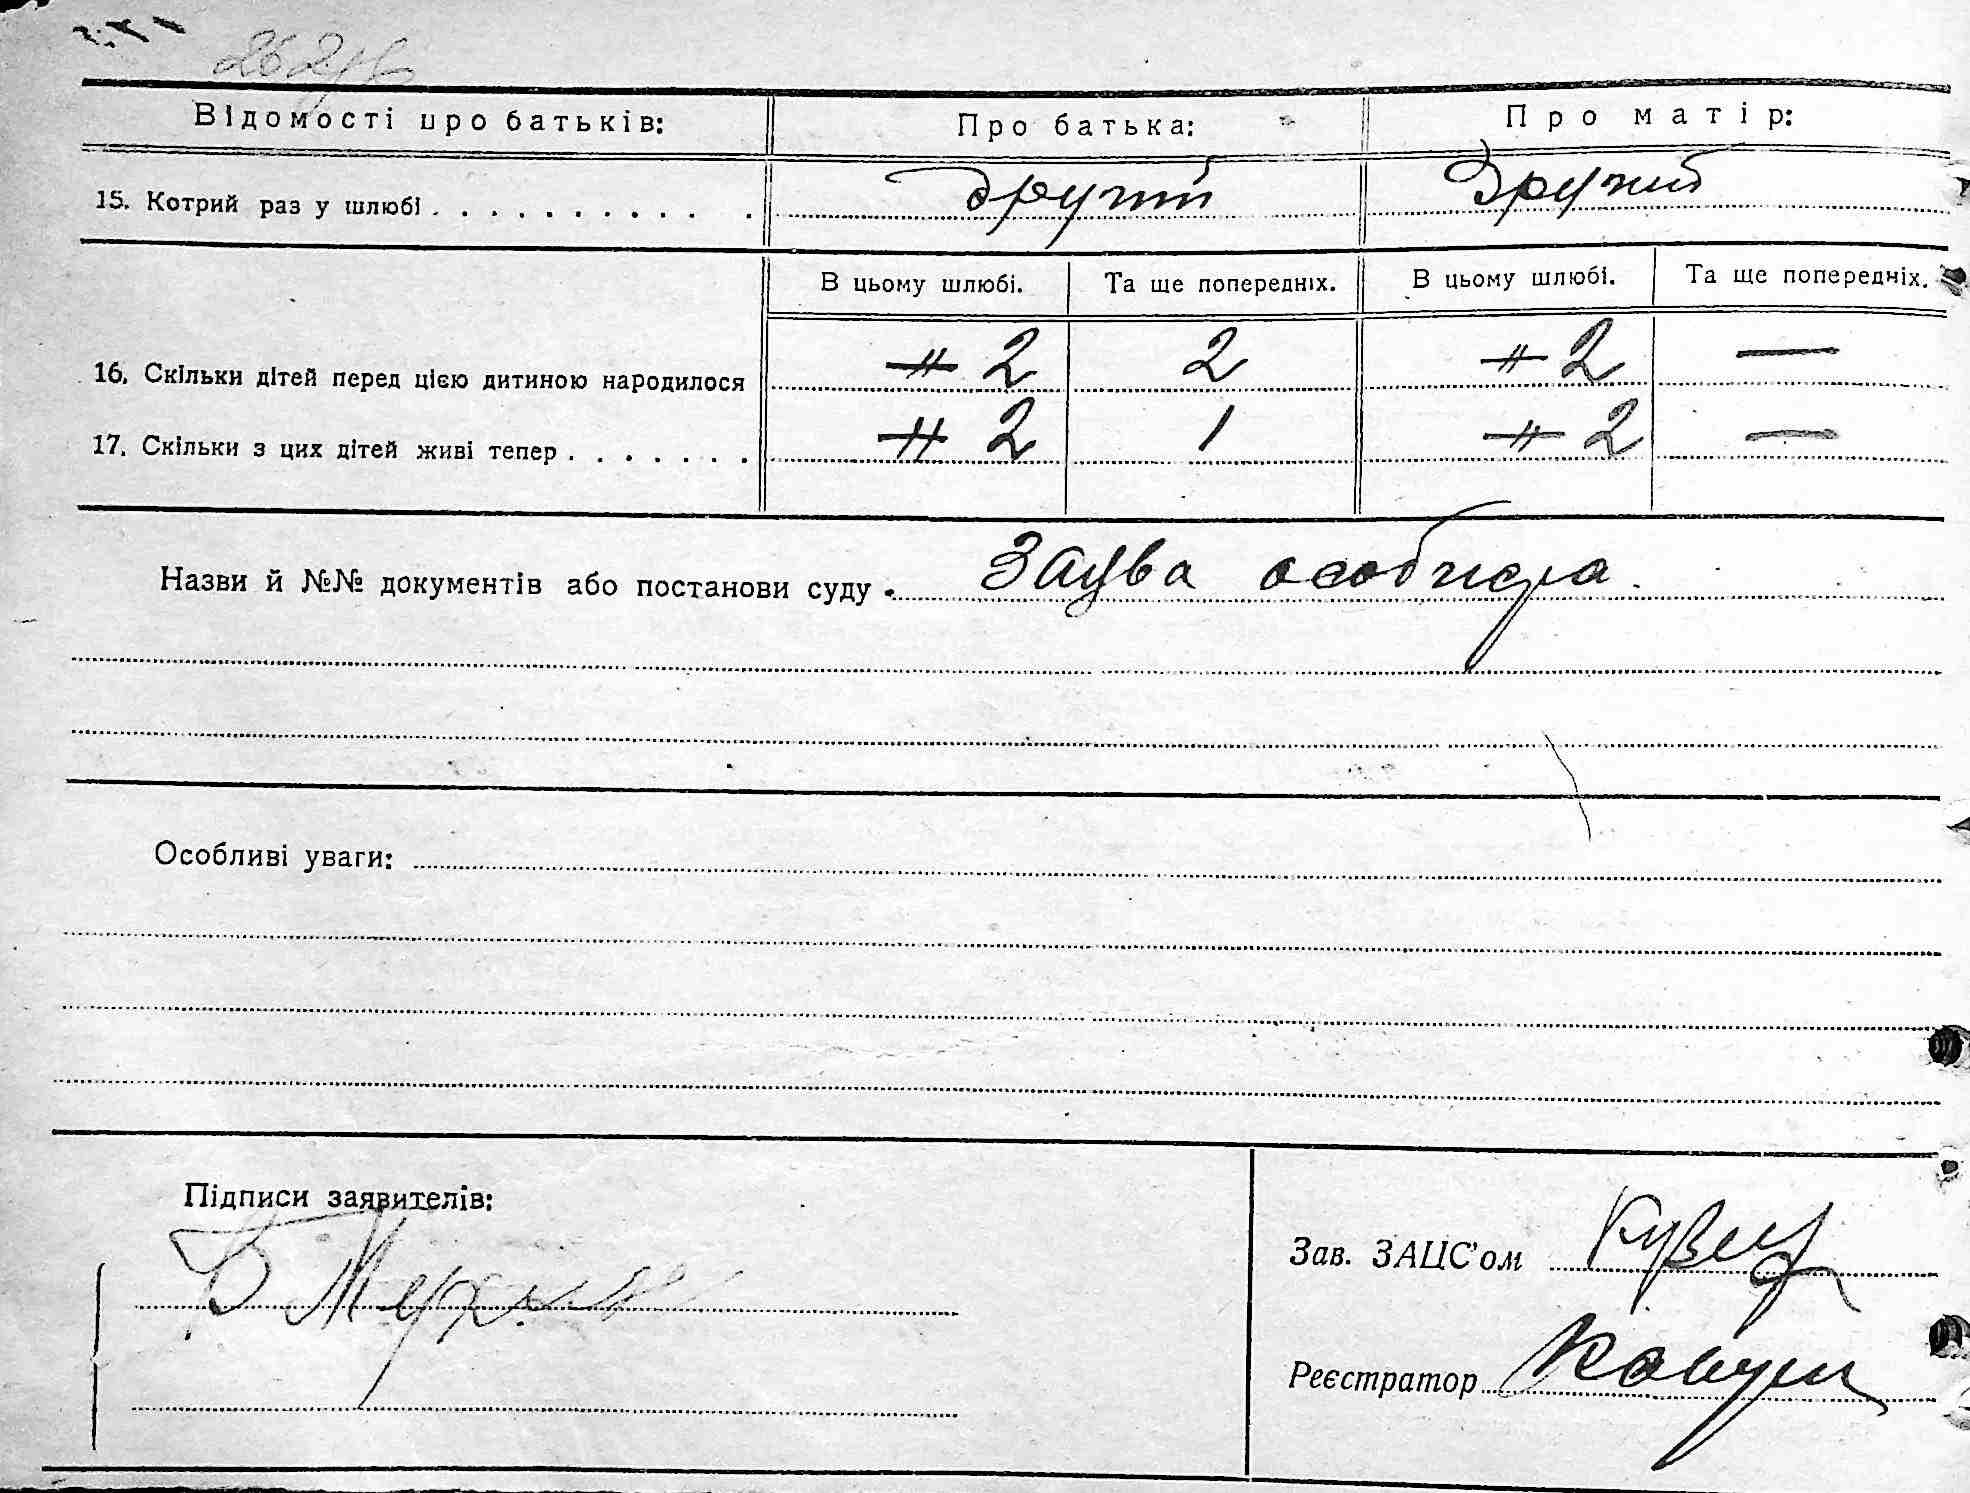 Відомості про батьків: Про батька: Про матір:
15. Котрий раз у шлюбі . . . . . . . . . . другий Другий
В цьому шлюбі. Та ще попередніх. В цьому шлюбі. Та ще попередніх.
16. Скільки дітей перед цією дитиною народилося 2 2 2 —
17. Скільки з цих дітей живі тепер . . . . . . . 2 1 2 —
Назви й №№ документів або постанови суду . Заява особиста
Особливі уваги:
Підписи заявителів:
Зав. ЗАЦС'ом
Реєстратор